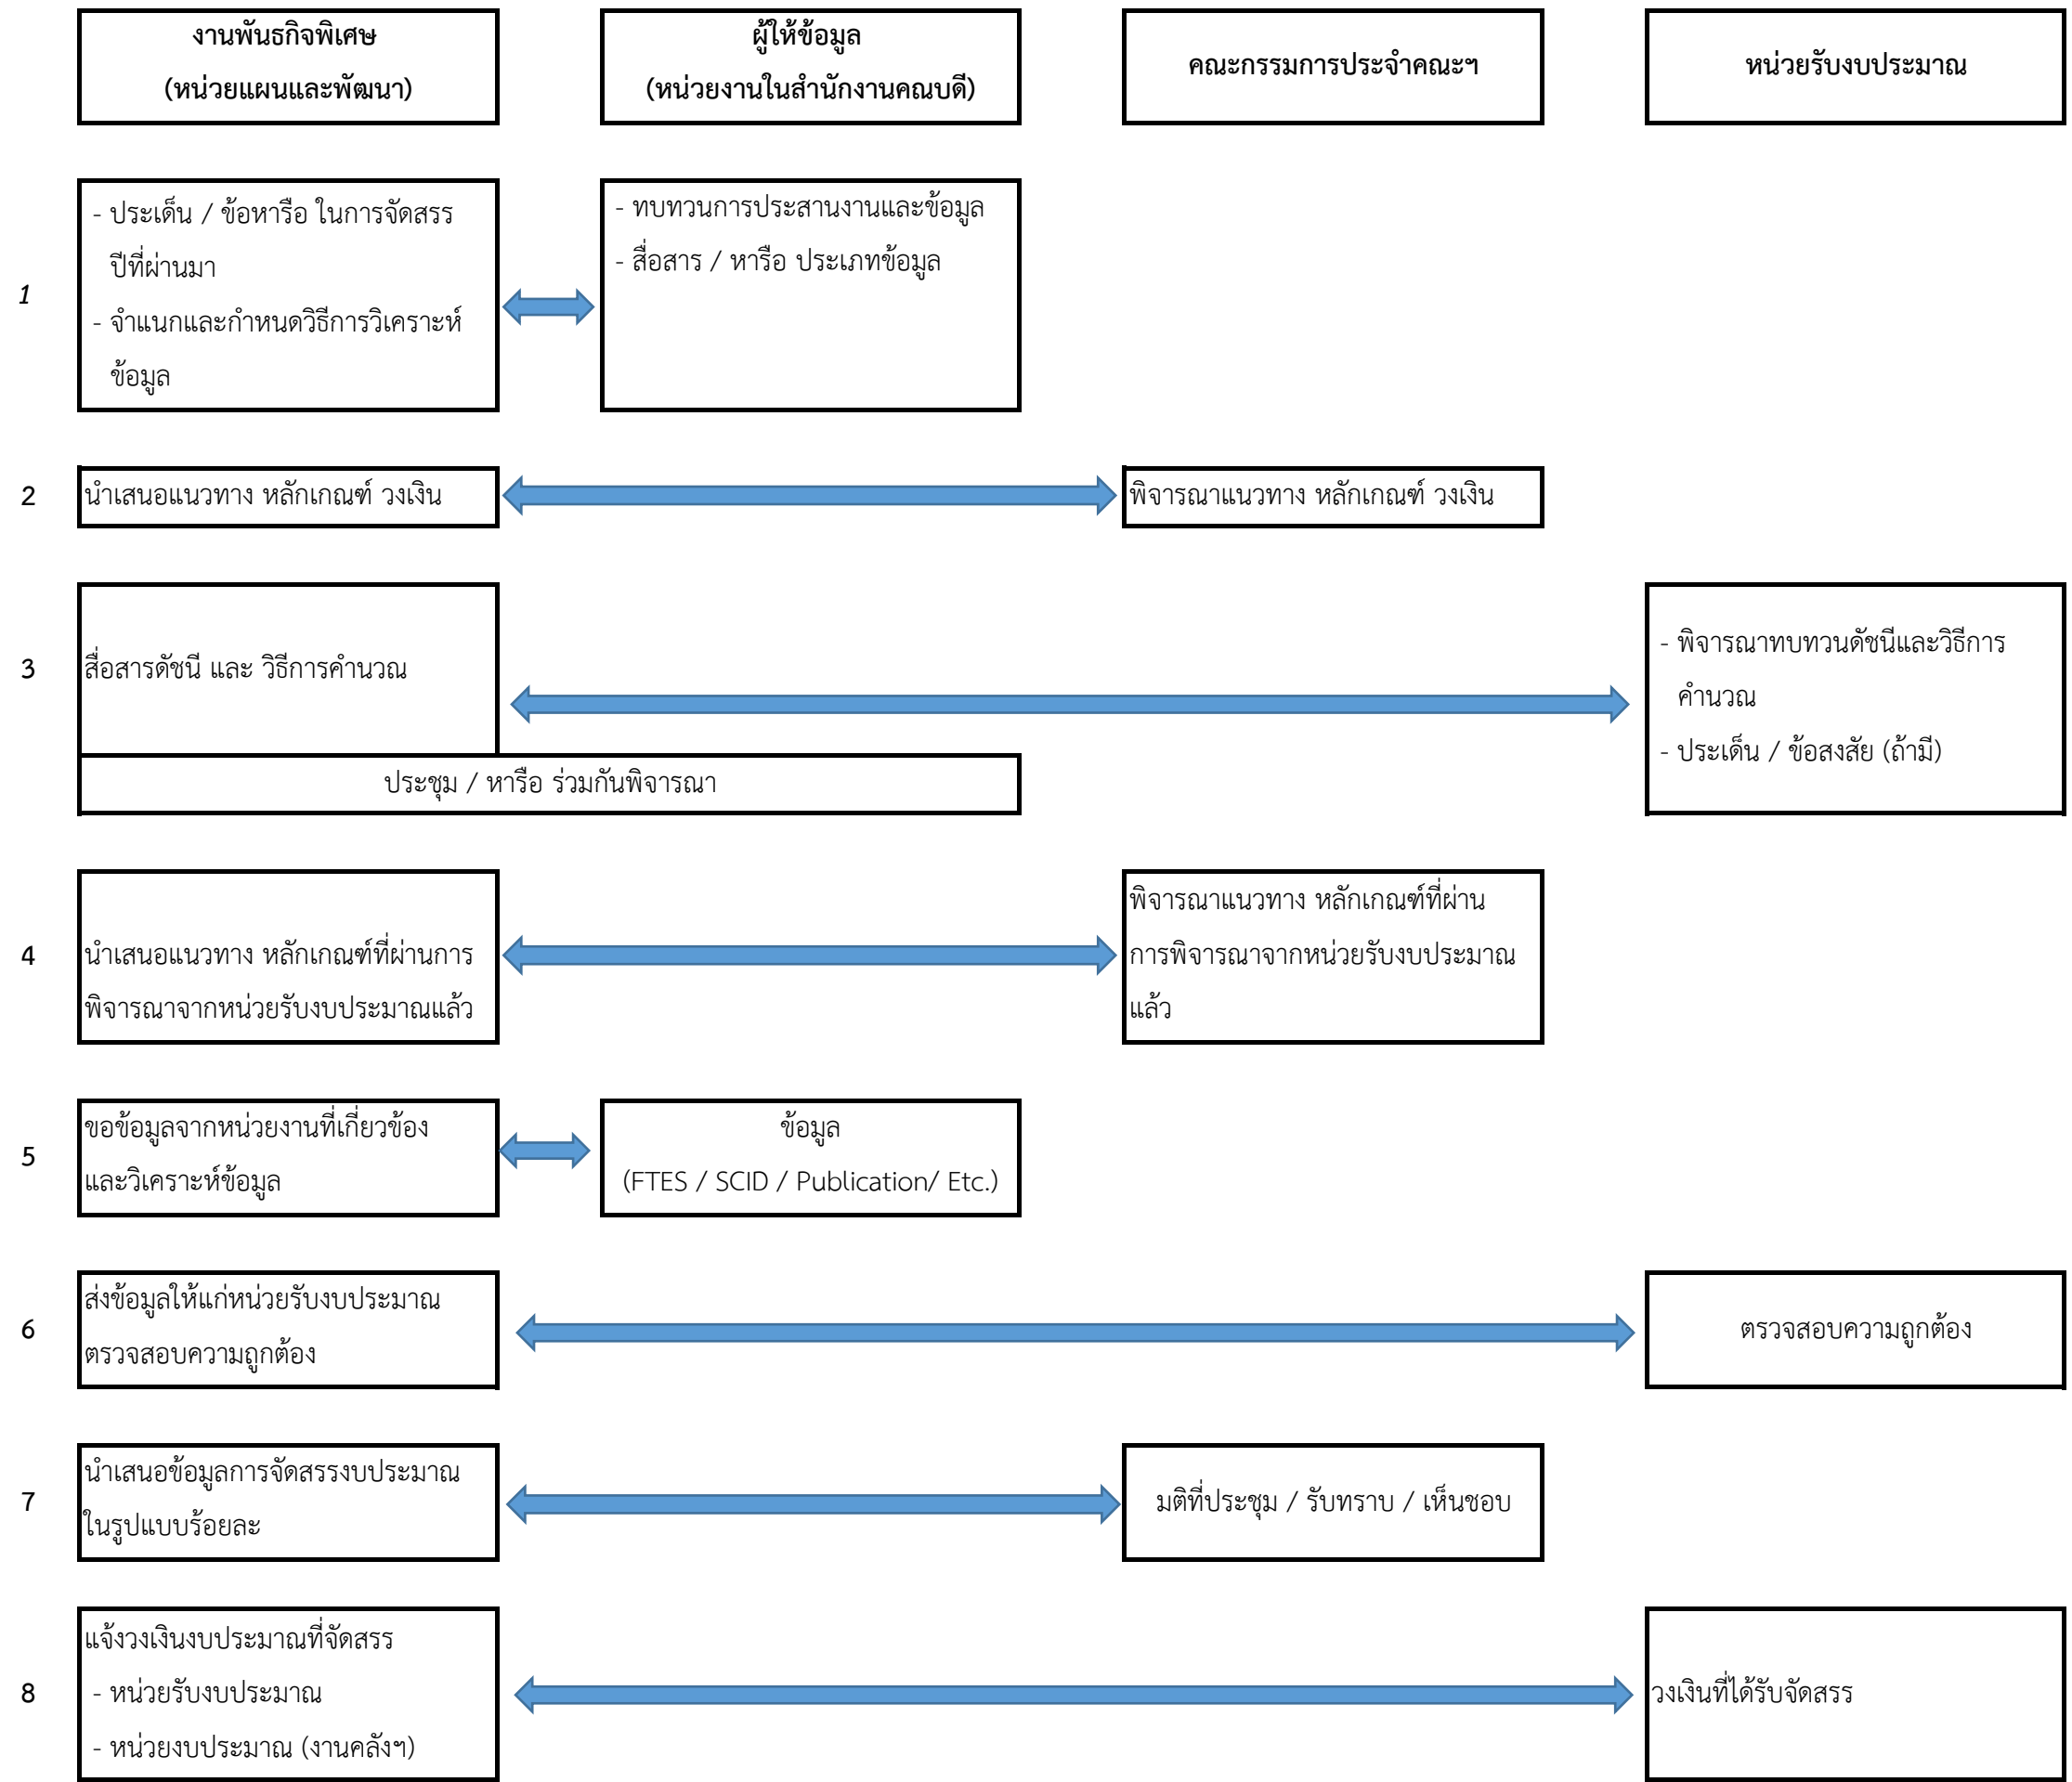 งานพันธกิจพิเศษ
(หน่วยแผนและพัฒนา)
ผู้ให้ข้อมูล
(หน่วยงานในสำนักงานคณบดี)
คณะกรรมการประจำคณะฯ
หน่วยรับงบประมาณ
1
- ประเด็น / ข้อหารือ ในการจัดสรร
ปีที่ผ่านมา
- จำแนกและกำหนดวิธีการวิเคราะห์
ข้อมูล
- ทบทวนการประสานงานและข้อมูล
- สื่อสาร / หารือ ประเภทข้อมูล
2
นำเสนอแนวทาง หลักเกณฑ์ วงเงิน
พิจารณาแนวทาง หลักเกณฑ์ วงเงิน
3
สื่อสารดัชนี และ วิธีการคำนวณ
ประชุม / หารือ ร่วมกันพิจารณา
- พิจารณาทบทวนดัชนีและวิธีการ
คำนวณ
- ประเด็น / ข้อสงสัย (ถ้ามี)
4
นำเสนอแนวทาง หลักเกณฑ์ที่ผ่านการ
พิจารณาจากหน่วยรับงบประมาณแล้ว
พิจารณาแนวทาง หลักเกณฑ์ที่ผ่าน
การพิจารณาจากหน่วยรับงบประมาณ
แล้ว
5
ขอข้อมูลจากหน่วยงานที่เกี่ยวข้อง
และวิเคราะห์ข้อมูล
ข้อมูล
(FTES / SCID / Publication/ Etc.)
6
ส่งข้อมูลให้แก่หน่วยรับงบประมาณ
ตรวจสอบความถูกต้อง
ตรวจสอบความถูกต้อง
7
นำเสนอข้อมูลการจัดสรรงบประมาณ
ในรูปแบบร้อยละ
มติที่ประชุม / รับทราบ / เห็นชอบ
8
แจ้งวงเงินงบประมาณที่จัดสรร
- หน่วยรับงบประมาณ
- หน่วยงบประมาณ (งานคลังฯ)
วงเงินที่ได้รับจัดสรร